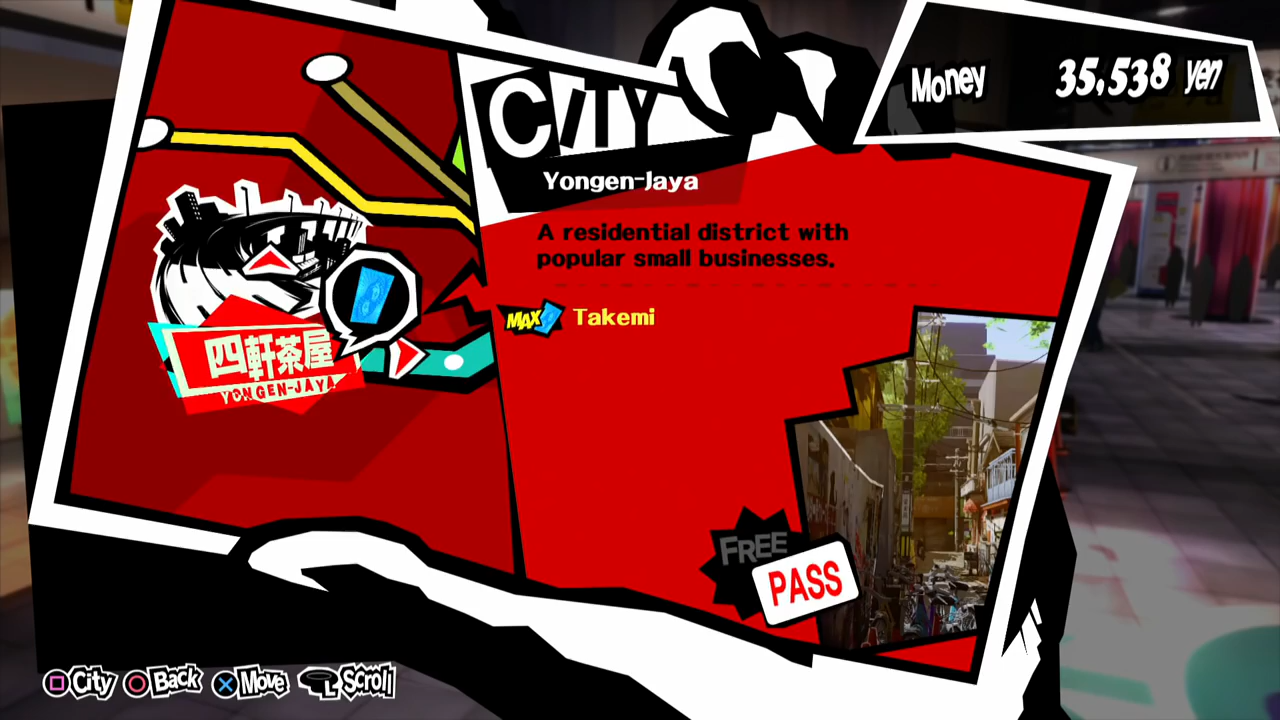 CITY
Money 35,538 yen
Yongen-Jaya
A residential district with
popular small businesses.
MAX Takemi
四軒茶屋
YONGEN-JAYA
FREE
PASS
City Back Move L Scroll